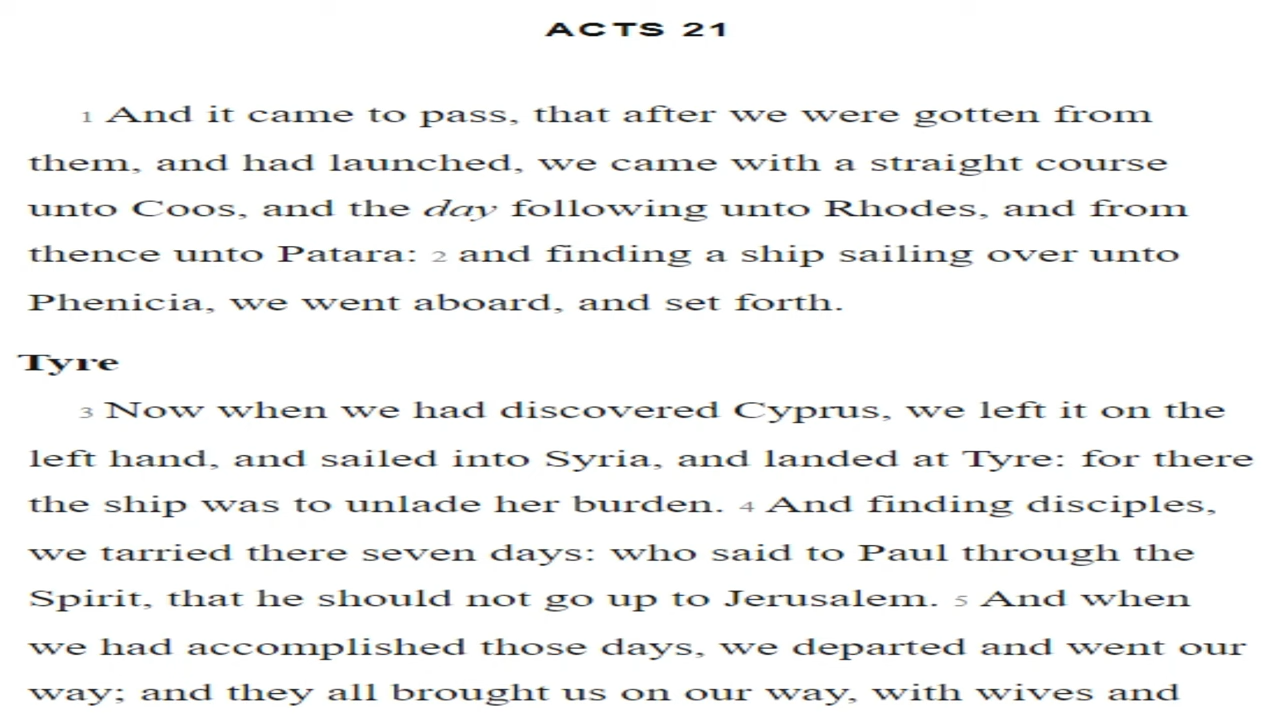 ACTS 21
1 And it came to pass, that after we were gotten from
them, and had launched, we came with a straight course
unto Coos, and the day following unto Rhodes, and from
thence unto Patara: 2 and finding a ship sailing over unto
Phenicia, we went aboard, and set forth.
Tyre
3 Now when we had discovered Cyprus, we left it on the
left hand, and sailed into Syria, and landed at Tyre: for there
the ship was to unlade her burden. 4 And finding disciples,
we tarried there seven days: who said to Paul through the
Spirit, that he should not go up to Jerusalem. 5 And when
we had accomplished those days, we departed and went our
way; and they all brought us on our way, with wives and